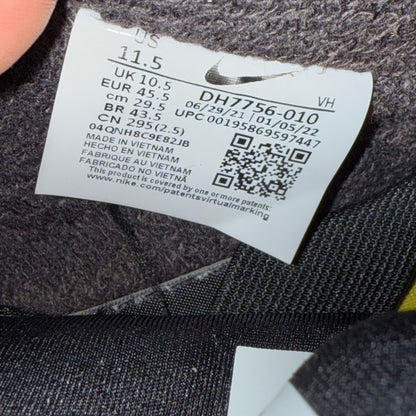 US
11.5
UK 10.5
EUR 45.5
cm 29.5
BR 43.5
CN 295(2.5)
04QNH8C9E82JB
MADE IN VIETNAM
HECHO EN VIETNAM
FABRIQUÉ AU VIETNAM
FABRICADO NO VIETNÃ
This product is covered by one or more patents:
www.nike.com/patentsvirtualmarking
DH7756-010 VH
06/29/21 01/05/22
UPC 00195869597447